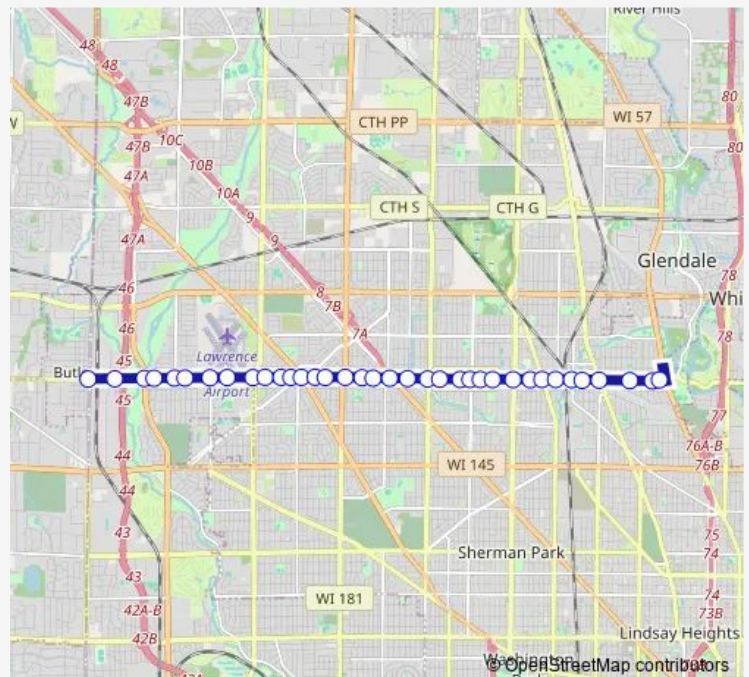 River Hills
48
48
80
47B
W
CTH PP
WI 57
47B
10C
80
10B
47A
10A
CTH S
CTH G
9
9
47A
Glendale
78
46
8
7B
Whi
46
7A
78
Lawrence
45
Butl
Airport
45
77
44
76A-B
WI 145
76B
44
43
75
Sherman Park
74
43
74
42A-B
WI 181
73B
42B
Lindsay Heights
Washington
© OpenStreetMap contributors